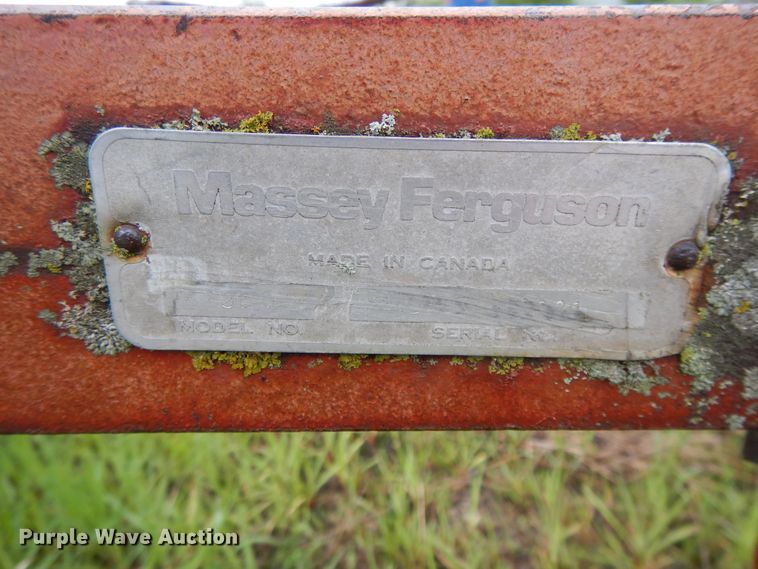 Massey Ferguson
MADE IN CANADA
MODEL NO.
SERIAL NO.
Purple Wave Auction